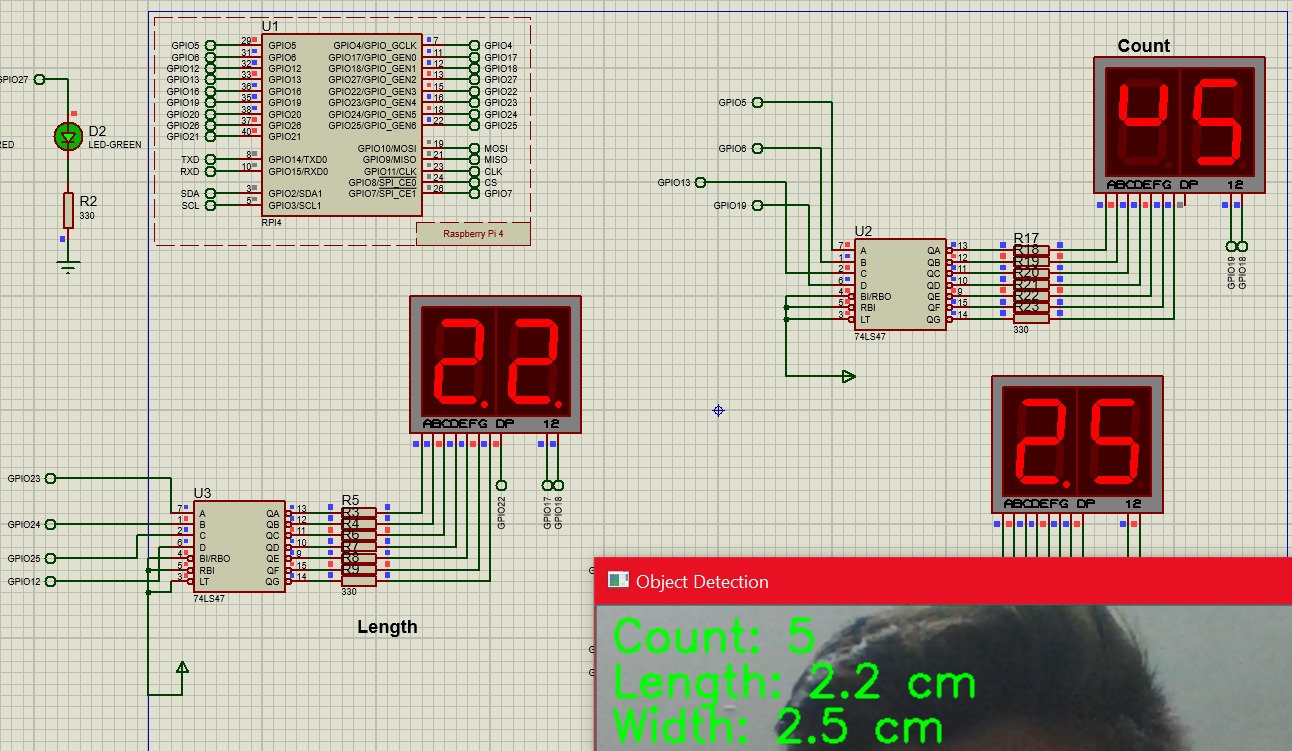 U1
29 GPIO5 GPIO5 GPIO4/GPIO_GCLK 7 GPIO4
31 GPIO6 GPIO6 GPIO17/GPIO_GEN0 11 GPIO17
32 GPIO12 GPIO12 GPIO18/GPIO_GEN1 12 GPIO18
33 GPIO13 GPIO13 GPIO27/GPIO_GEN2 13 GPIO27
36 GPIO16 GPIO16 GPIO22/GPIO_GEN3 15 GPIO22
35 GPIO19 GPIO19 GPIO23/GPIO_GEN4 16 GPIO23
38 GPIO20 GPIO20 GPIO24/GPIO_GEN5 18 GPIO24
37 GPIO26 GPIO26 GPIO25/GPIO_GEN6 22 GPIO25
40 GPIO21 GPIO21
GPIO10/MOSI 19 MOSI
TXD 8 GPIO14/TXD0 GPIO9/MISO 21 MISO
RXD 10 GPIO15/RXD0 GPIO11/CLK 23 CLK
GPIO8/SPI_CE0 24 CS
SDA 3 GPIO2/SDA1 GPIO7/SPI_CE1 26 GPIO7
SCL 5 GPIO3/SCL1
RPI4
Raspberry Pi 4
GPIO27
D2
LED-GREEN
RED
R2
330
Count
45
ABCDEFG DP 12
GPIO19 GPIO18
GPIO5
GPIO6
GPIO13
GPIO19
U2
7 A QA 13
1 B QB 12
2 C QC 11
6 D QD 10
4 BI/RBO QE 9
5 RBI QF 15
3 LT QG 14
74LS47
R17
R18
R19
R20
R21
R22
R23
330
2.2.
ABCDEFG DP 12
GPIO22 GPIO17 GPIO18
2.5
ABCDEFG DP 12
GPIO23
GPIO24
GPIO25
GPIO12
U3
7 A QA 13
1 B QB 12
2 C QC 11
6 D QD 10
4 BI/RBO QE 9
5 RBI QF 15
3 LT QG 14
74LS47
R5
R3
R4
R6
R7
R8
R9
330
Length
Object Detection
Count: 5
Length: 2.2 cm
Width: 2.5 cm